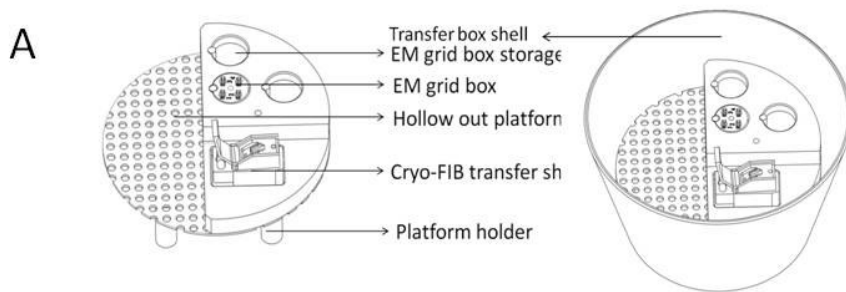 A
Transfer box shell
EM grid box storage
EM grid box
Hollow out platform
Cryo-FIB transfer sh
Platform holder